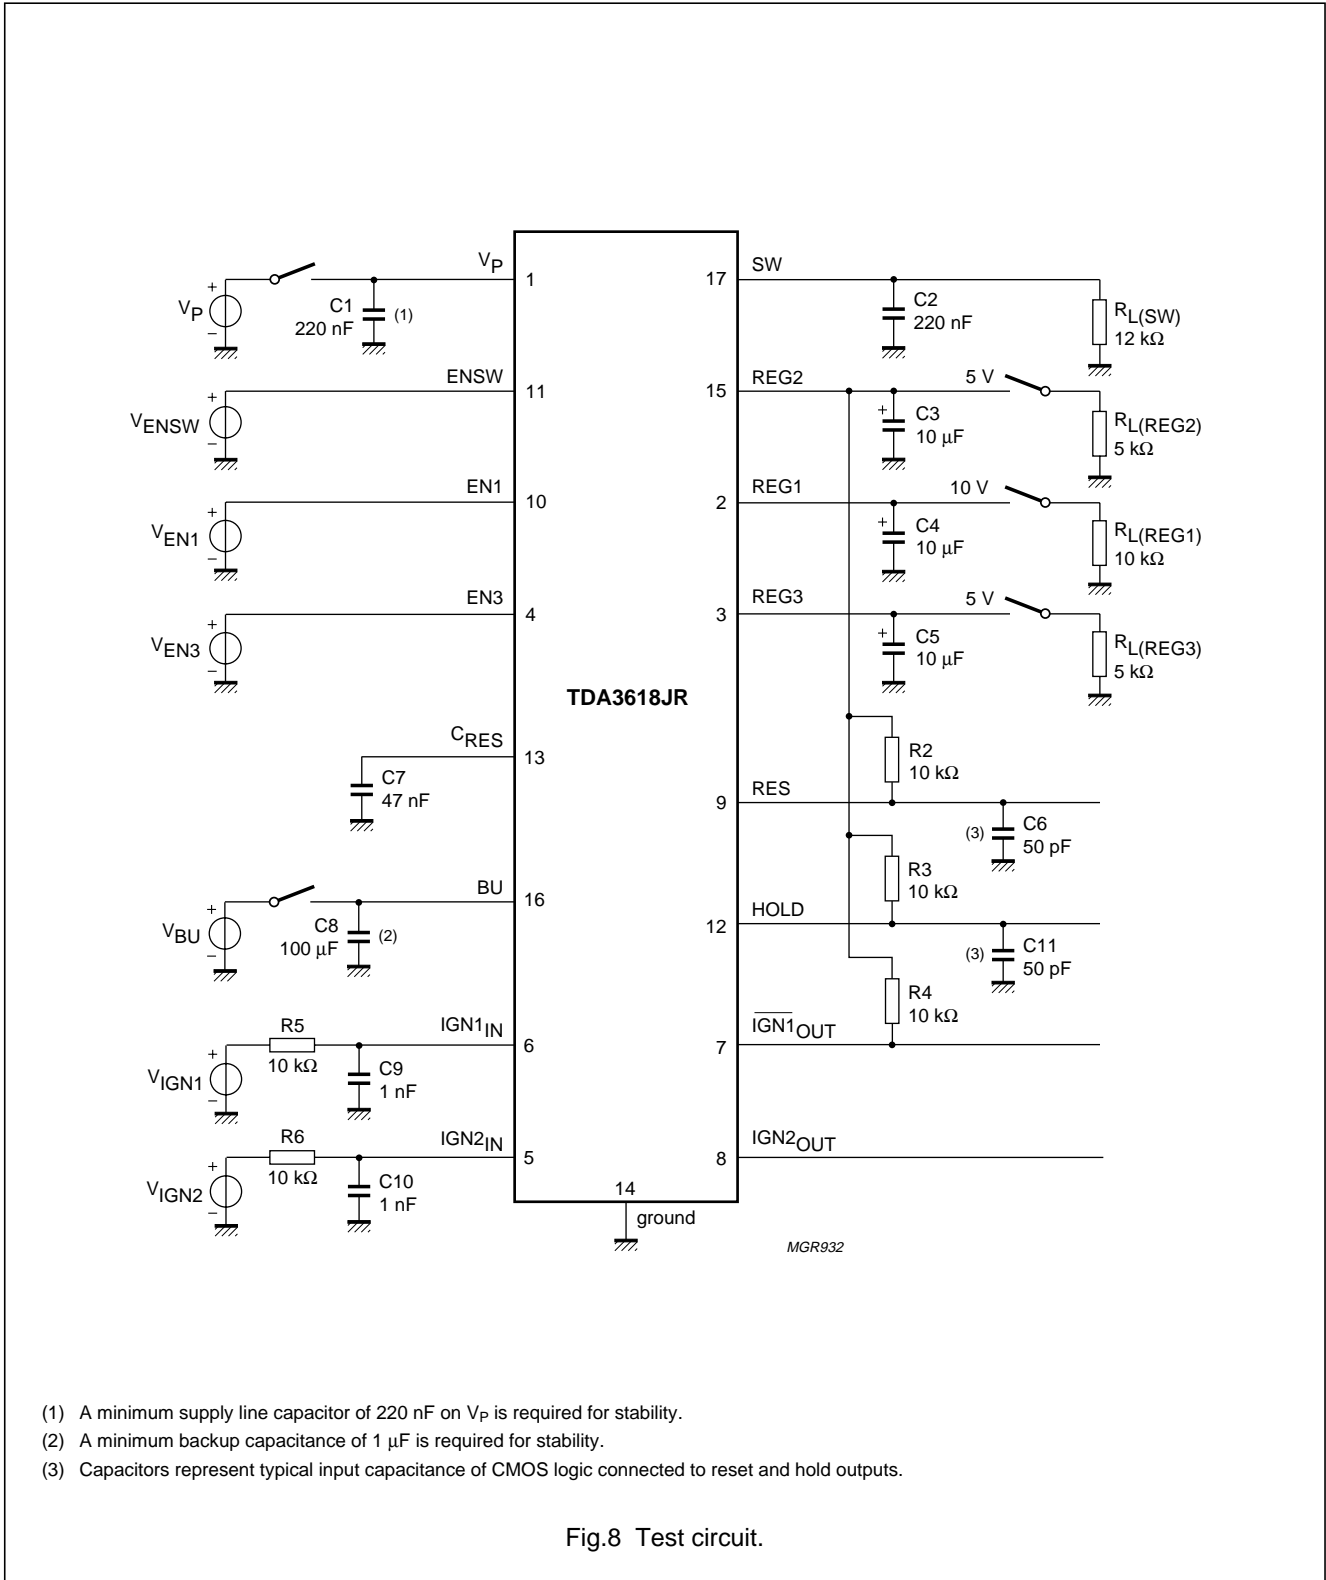 V_P
1
17
SW
+
V_P
−
C1
220 nF
(1)
C2
220 nF
R_L(SW)
12 kΩ
ENSW
11
15
REG2
5 V
+
V_ENSW
−
+
C3
10 µF
R_L(REG2)
5 kΩ
EN1
10
2
REG1
10 V
+
V_EN1
−
+
C4
10 µF
R_L(REG1)
10 kΩ
EN3
4
3
REG3
5 V
+
V_EN3
−
+
C5
10 µF
R_L(REG3)
5 kΩ
TDA3618JR
C_RES
13
C7
47 nF
R2
10 kΩ
9
RES
(3)
C6
50 pF
R3
10 kΩ
BU
16
12
HOLD
+
V_BU
−
C8
100 µF
(2)
(3)
C11
50 pF
R4
10 kΩ
R5
10 kΩ
IGN1_IN
6
7
I̅G̅N̅1̅_OUT
+
V_IGN1
−
C9
1 nF
R6
10 kΩ
IGN2_IN
5
8
IGN2_OUT
+
V_IGN2
−
C10
1 nF
14
ground
MGR932
(1) A minimum supply line capacitor of 220 nF on V_P is required for stability.
(2) A minimum backup capacitance of 1 µF is required for stability.
(3) Capacitors represent typical input capacitance of CMOS logic connected to reset and hold outputs.
Fig.8 Test circuit.